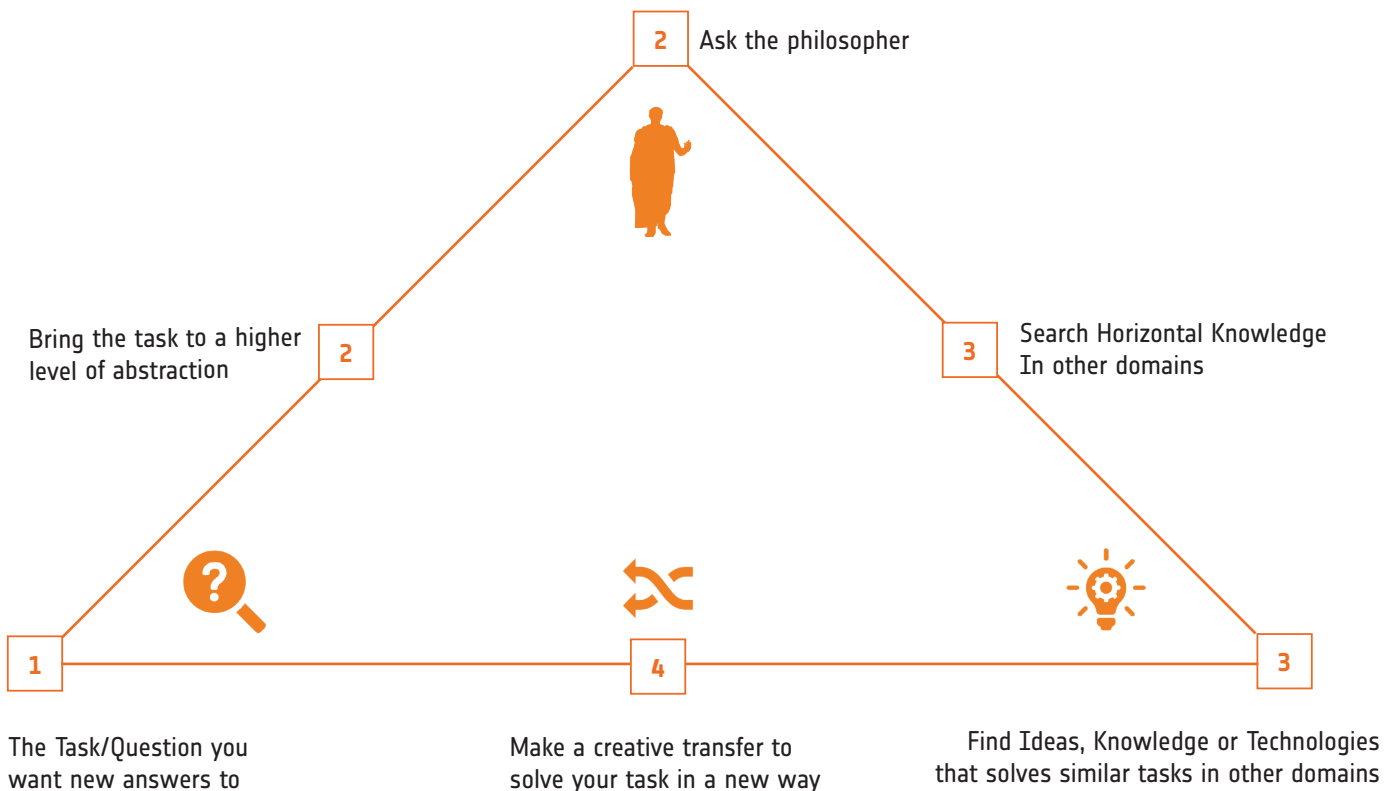 2
Ask the philosopher
Bring the task to a higher
level of abstraction
2
3
Search Horizontal Knowledge
In other domains
?
1
4
3
The Task/Question you
want new answers to
Make a creative transfer to
solve your task in a new way
Find Ideas, Knowledge or Technologies
that solves similar tasks in other domains